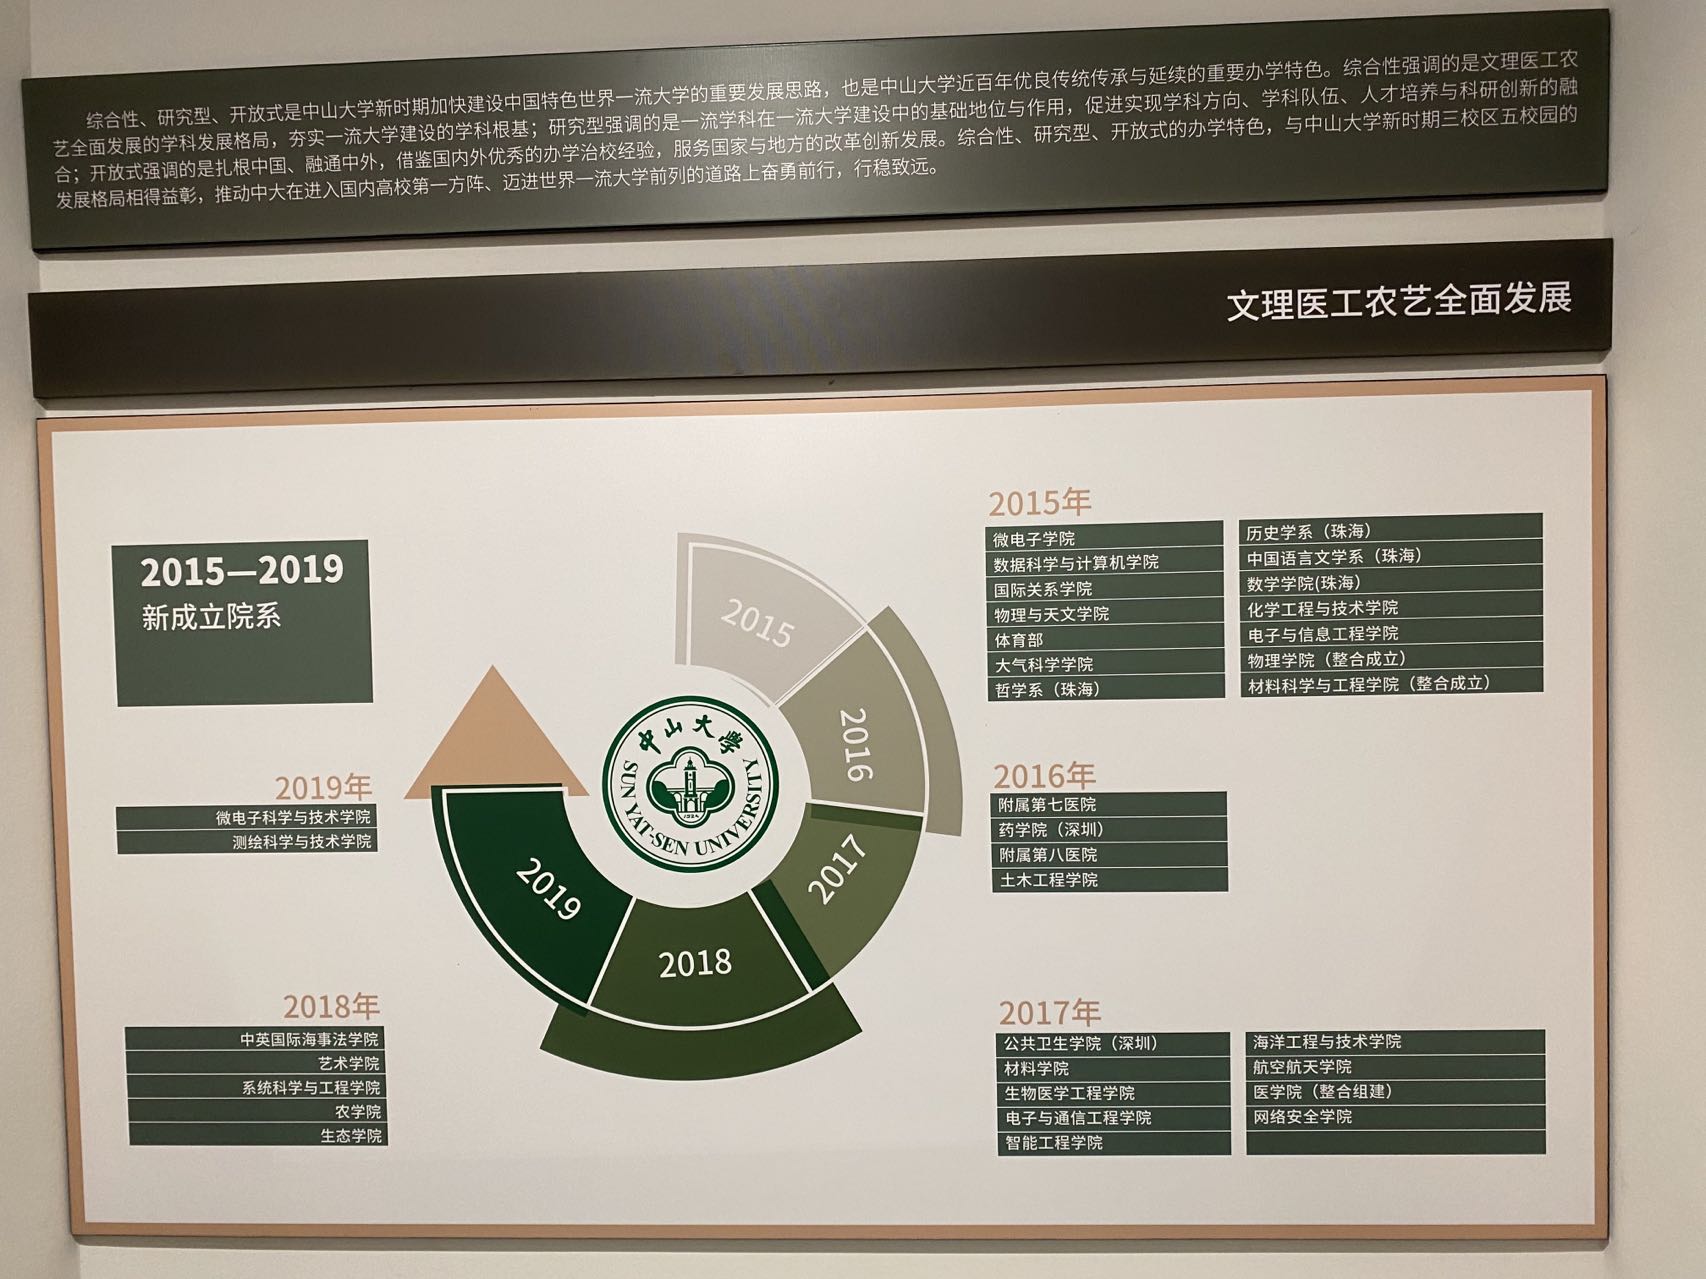 综合性、研究型、开放式是中山大学新时期加快建设中国特色世界一流大学的重要发展思路，也是中山大学近百年优良传统传承与延续的重要办学特色。综合性强调的是文理医工农
艺全面发展的学科发展格局，夯实一流大学建设的学科根基；研究型强调的是一流学科在一流大学建设中的基础地位与作用，促进实现学科方向、学科队伍、人才培养与科研创新的融
合；开放式强调的是扎根中国、融通中外，借鉴国内外优秀的办学治校经验，服务国家与地方的改革创新发展。综合性、研究型、开放式的办学特色，与中山大学新时期三校区五校园的
发展格局相得益彰，推动中大在进入国内高校第一方阵、迈进世界一流大学前列的道路上奋勇前行，行稳致远。
文理医工农艺全面发展
2015—2019
新成立院系
2015年
微电子学院
数据科学与计算机学院
国际关系学院
物理与天文学院
体育部
大气科学学院
哲学系（珠海）
历史学系（珠海）
中国语言文学系（珠海）
数学学院(珠海）
化学工程与技术学院
电子与信息工程学院
物理学院（整合成立）
材料科学与工程学院（整合成立）
2016年
附属第七医院
药学院（深圳）
附属第八医院
土木工程学院
2017年
公共卫生学院（深圳）
材料学院
生物医学工程学院
电子与通信工程学院
智能工程学院
海洋工程与技术学院
航空航天学院
医学院（整合组建）
网络安全学院
2018年
中英国际海事法学院
艺术学院
系统科学与工程学院
农学院
生态学院
2019年
微电子科学与技术学院
测绘科学与技术学院
2015
2016
2017
2018
2019
中山大學
SUN YAT-SEN UNIVERSITY
1924